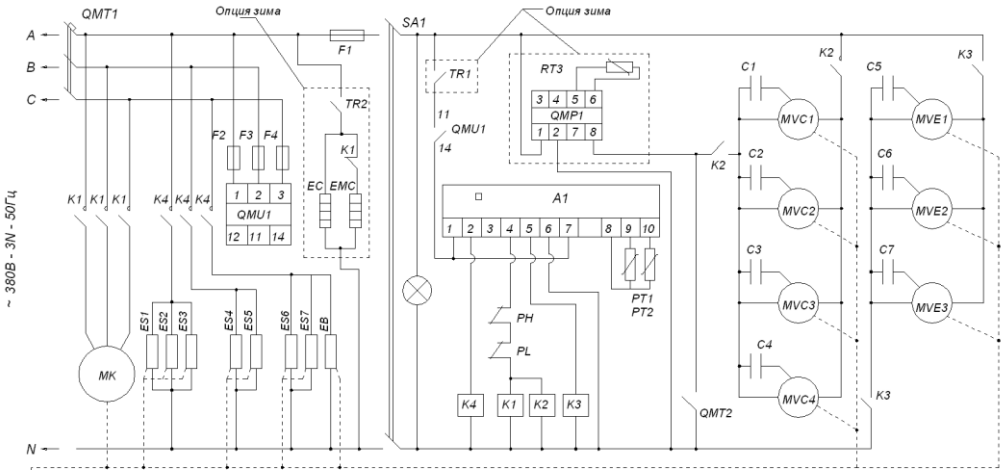 QMT1
Опция зима
SA1
Опция зима
A
B
C
N
~ 380В - 3N - 50Гц
F1
TR1
RT3
3 4 5 6
QMP1
1 2 7 8
K2
K3
C1
C5
MVC1
MVE1
TR2
11
QMU1
14
F2
F3
F4
1 2 3
QMU1
12 11 14
K1
EC
EMC
K2
C2
C6
MVC2
MVE2
K1
K1
K1
K4
K4
K4
A1
1 2 3 4 5 6 7 8 9 10
C3
C7
MVC3
MVE3
PT1
PT2
ES1
ES2
ES3
ES4
ES5
ES6
ES7
EB
PH
PL
MK
C4
MVC4
K4
K1
K2
K3
QMT2
K3